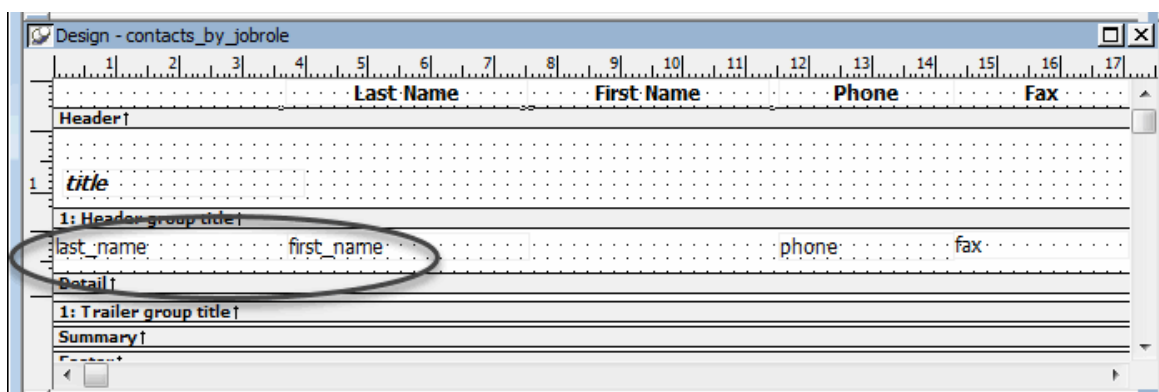 Design - contacts_by_jobrole
1 2 3 4 5 6 7 8 9 10 11 12 13 14 15 16 17
Last Name First Name Phone Fax
Header↑
1 title
1: Header group title↑
last_name first_name phone fax
Detail↑
1: Trailer group title↑
Summary↑